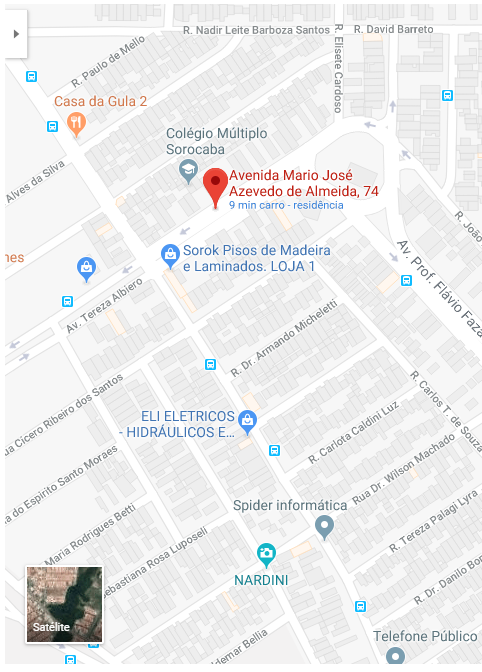 R. Nadir Leite Barboza Santos
R. David Barreto
R. Paulo de Mello
R. Elisete Cardoso
Casa da Gula 2
Colégio Múltiplo
Sorocaba
Alves da Silva
Avenida Mario José
Azevedo de Almeida, 74
9 min carro - residência
R. João
Sorok Pisos de Madeira
e Laminados. LOJA 1
Av. Prof. Flávio Faza
Av. Tereza Albiero
R. Dr. Armando Micheletti
R. Carlos T. de Souza
ua Cícero Ribeiro dos Santos
ELI ELETRICOS
- HIDRÁULICOS E...
R. Carlota Caldini Luz
Rua Dr. Wilson Machado
ua do Espírito Santo Moraes
Spider informática
R. Tereza Palagi Lyra
Maria Rodrigues Betti
ebastiana Rosa Luposeli
NARDINI
R. Dr. Danilo Bon
Satélite
aldemar Bellia
Telefone Público